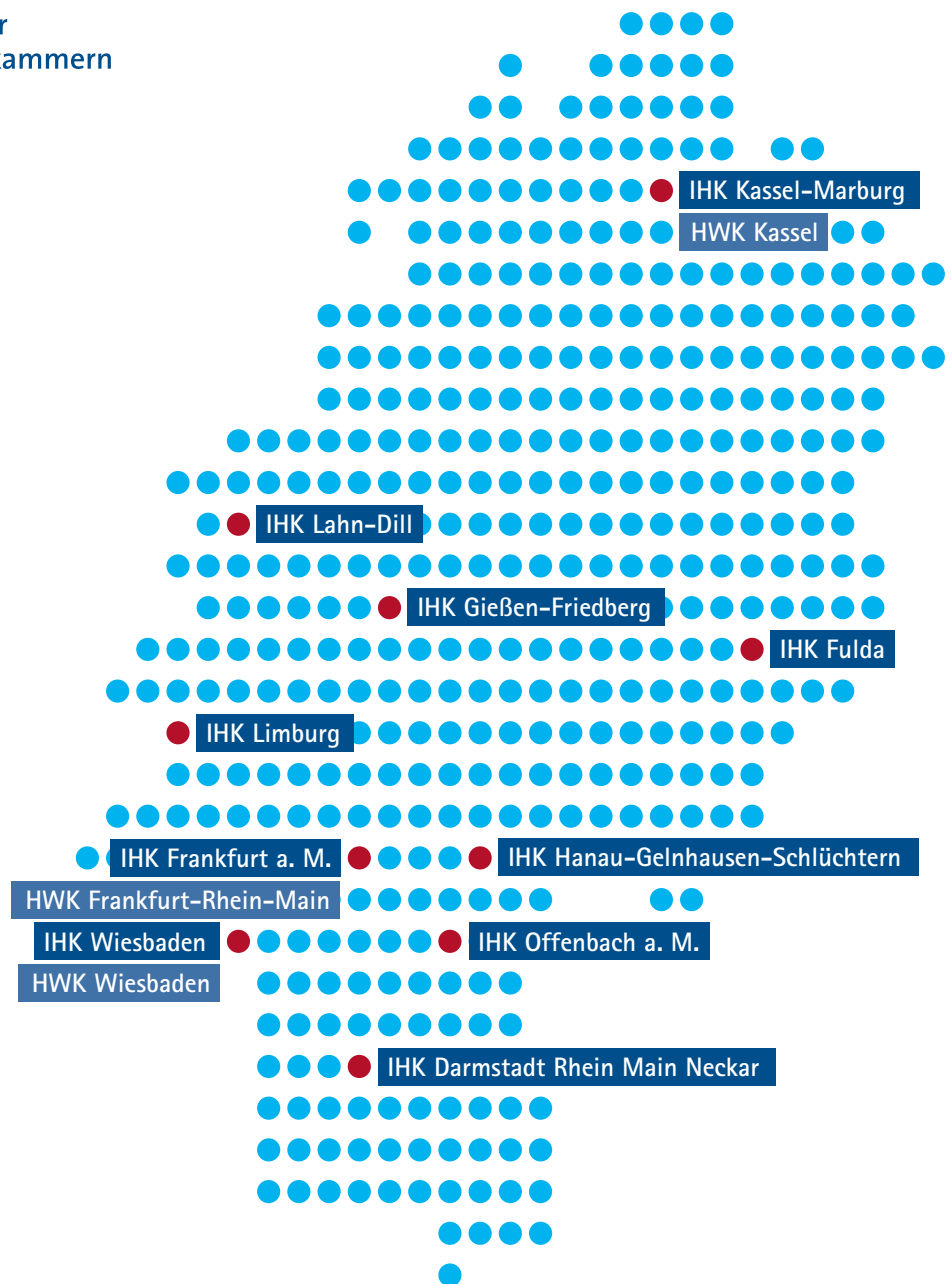 r
kammern
IHK Kassel-Marburg
HWK Kassel
IHK Lahn-Dill
IHK Gießen-Friedberg
IHK Fulda
IHK Limburg
IHK Frankfurt a. M.
IHK Hanau-Gelnhausen-Schlüchtern
HWK Frankfurt-Rhein-Main
IHK Wiesbaden
IHK Offenbach a. M.
HWK Wiesbaden
IHK Darmstadt Rhein Main Neckar